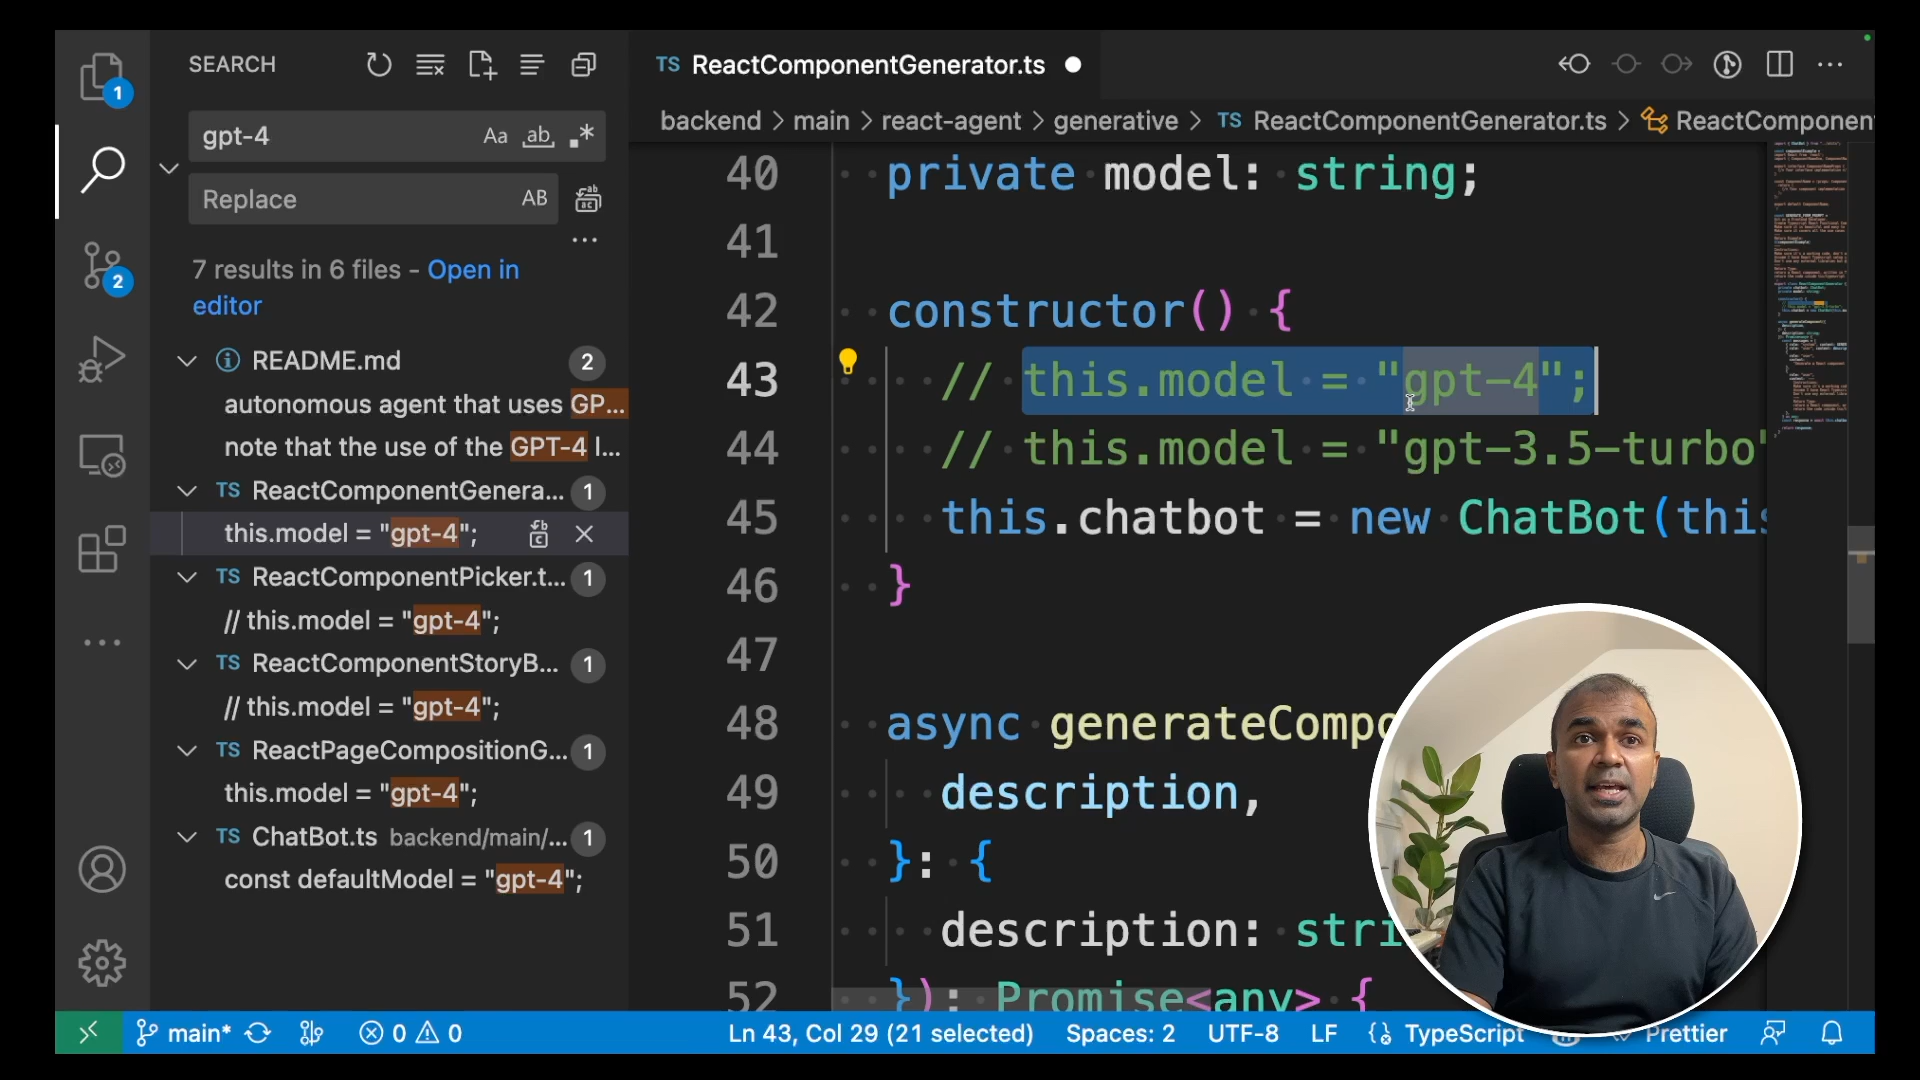 SEARCH
gpt-4
Aa
ab
Replace
AB
7 results in 6 files - Open in
editor
README.md 2
autonomous agent that uses GP...
note that the use of the GPT-4 l...
TS ReactComponentGenera... 1
this.model = "gpt-4";
TS ReactComponentPicker.t... 1
// this.model = "gpt-4";
TS ReactComponentStoryB... 1
// this.model = "gpt-4";
TS ReactPageCompositionG... 1
this.model = "gpt-4";
TS ChatBot.ts backend/main/... 1
const defaultModel = "gpt-4";
1
2
TS ReactComponentGenerator.ts
backend > main > react-agent > generative > TS ReactComponentGenerator.ts > ReactComponen
40 private model: string;
41
42 constructor() {
43 // this.model = "gpt-4";
44 // this.model = "gpt-3.5-turbo"
45 this.chatbot = new ChatBot(this
46 }
47
48 async generateCompo
49 description,
50 }: {
51 description: stri
52 }): Promise<any> {
main* 0 0 Ln 43, Col 29 (21 selected) Spaces: 2 UTF-8 LF TypeScript Prettier